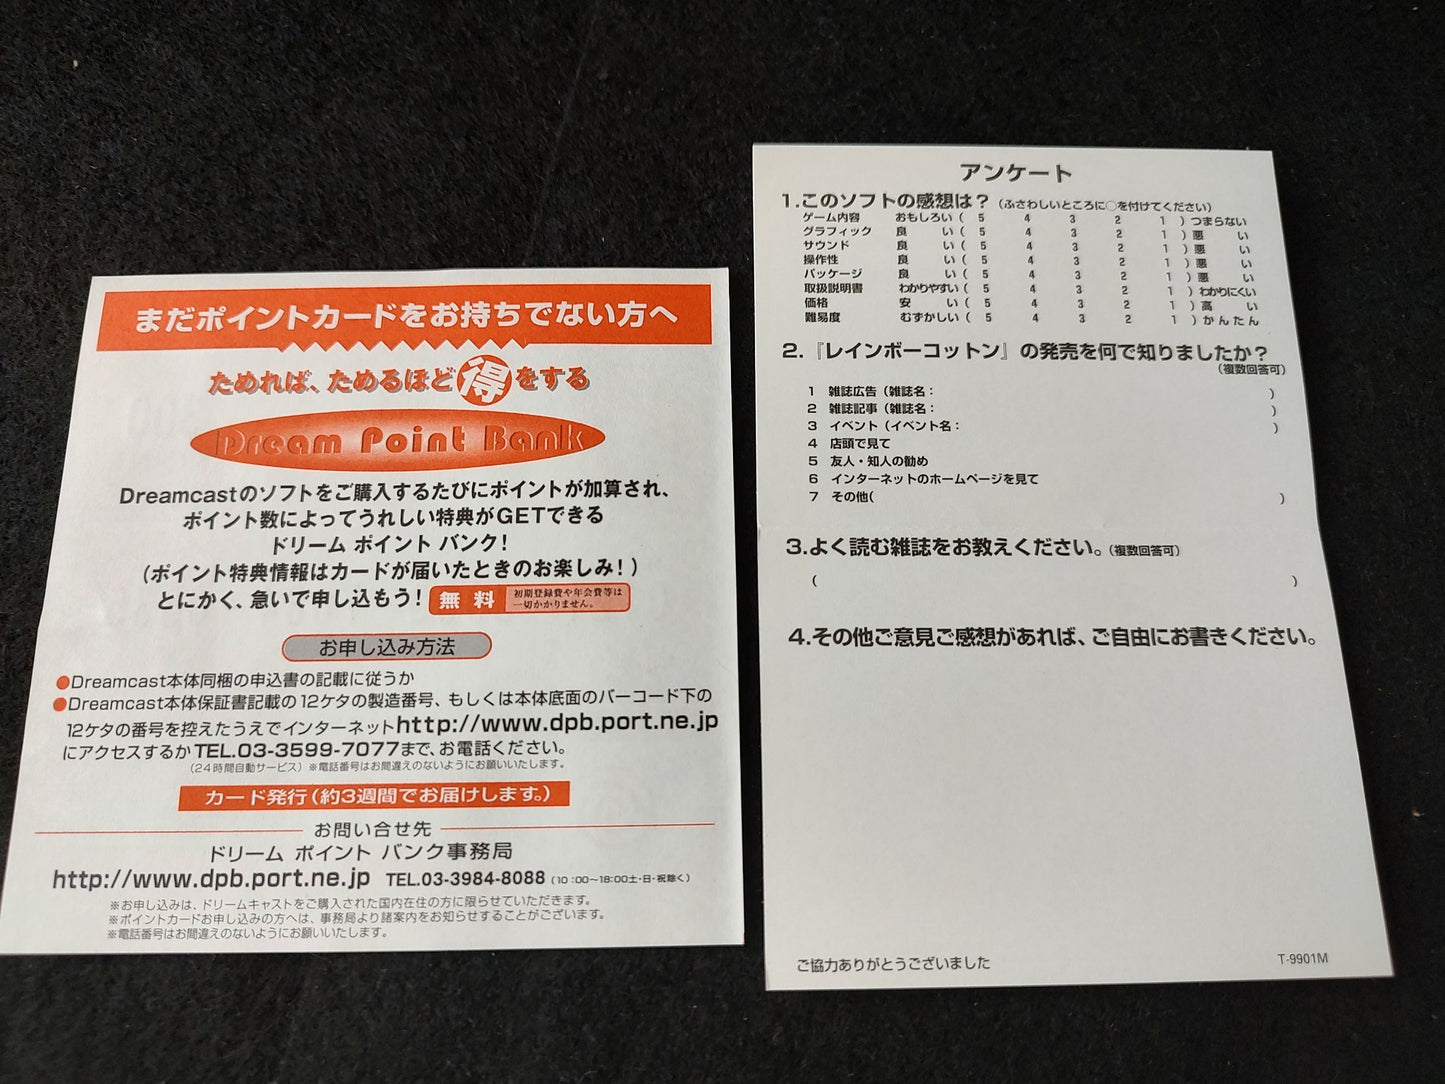 まだポイントカードをお持ちでない方へ
ためれば、ためるほど得をする
Dream Point Bank
Dreamcastのソフトをご購入するたびにポイントが加算され、
ポイント数によってうれしい特典がGETできる
ドリーム ポイント バンク!
(ポイント特典情報はカードが届いたときのお楽しみ!)
とにかく、急いで申し込もう! 無料 初期登録費や年会費等は
一切かかりません。
お申し込み方法
●Dreamcast本体同梱の申込書の記載に従うか
●Dreamcast本体保証書記載の12ケタの製造番号、もしくは本体底面のバーコード下の
12ケタの番号を控えたうえでインターネットhttp://www.dpb.port.ne.jp
にアクセスするかTEL.03-3599-7077まで、お電話ください。
(24時間自動サービス) ※電話番号はお間違えのないようにお願いいたします。
カード発行(約3週間でお届けします。)
お問い合せ先
ドリーム ポイント バンク事務局
http://www.dpb.port.ne.jp TEL.03-3984-8088(10:00~18:00土・日・祝除く)
※お申し込みは、ドリームキャストをご購入された国内在住の方に限らせていただきます。
※ポイントカードお申し込みの方へは、事務局より諸案内をお知らせすることがございます。
※電話番号はお間違えのないようにお願いいたします。
アンケート
1.このソフトの感想は?(ふさわしいところに○を付けてください)
ゲーム内容 おもしろい( 5 4 3 2 1 )つまらない
グラフィック 良い( 5 4 3 2 1 )悪い
サウンド 良い( 5 4 3 2 1 )悪い
操作性 良い( 5 4 3 2 1 )悪い
パッケージ 良い( 5 4 3 2 1 )悪い
取扱説明書 わかりやすい( 5 4 3 2 1 )わかりにくい
価格 安い( 5 4 3 2 1 )高い
難易度 むずかしい( 5 4 3 2 1 )かんたん
2.『レインボーコットン』の発売を何で知りましたか?
(複数回答可)
1 雑誌広告(雑誌名: )
2 雑誌記事(雑誌名: )
3 イベント(イベント名: )
4 店頭で見て
5 友人・知人の勧め
6 インターネットのホームページを見て
7 その他( )
3.よく読む雑誌をお教えください。(複数回答可)
( )
4.その他ご意見ご感想があれば、ご自由にお書きください。
ご協力ありがとうございました
T-9901M